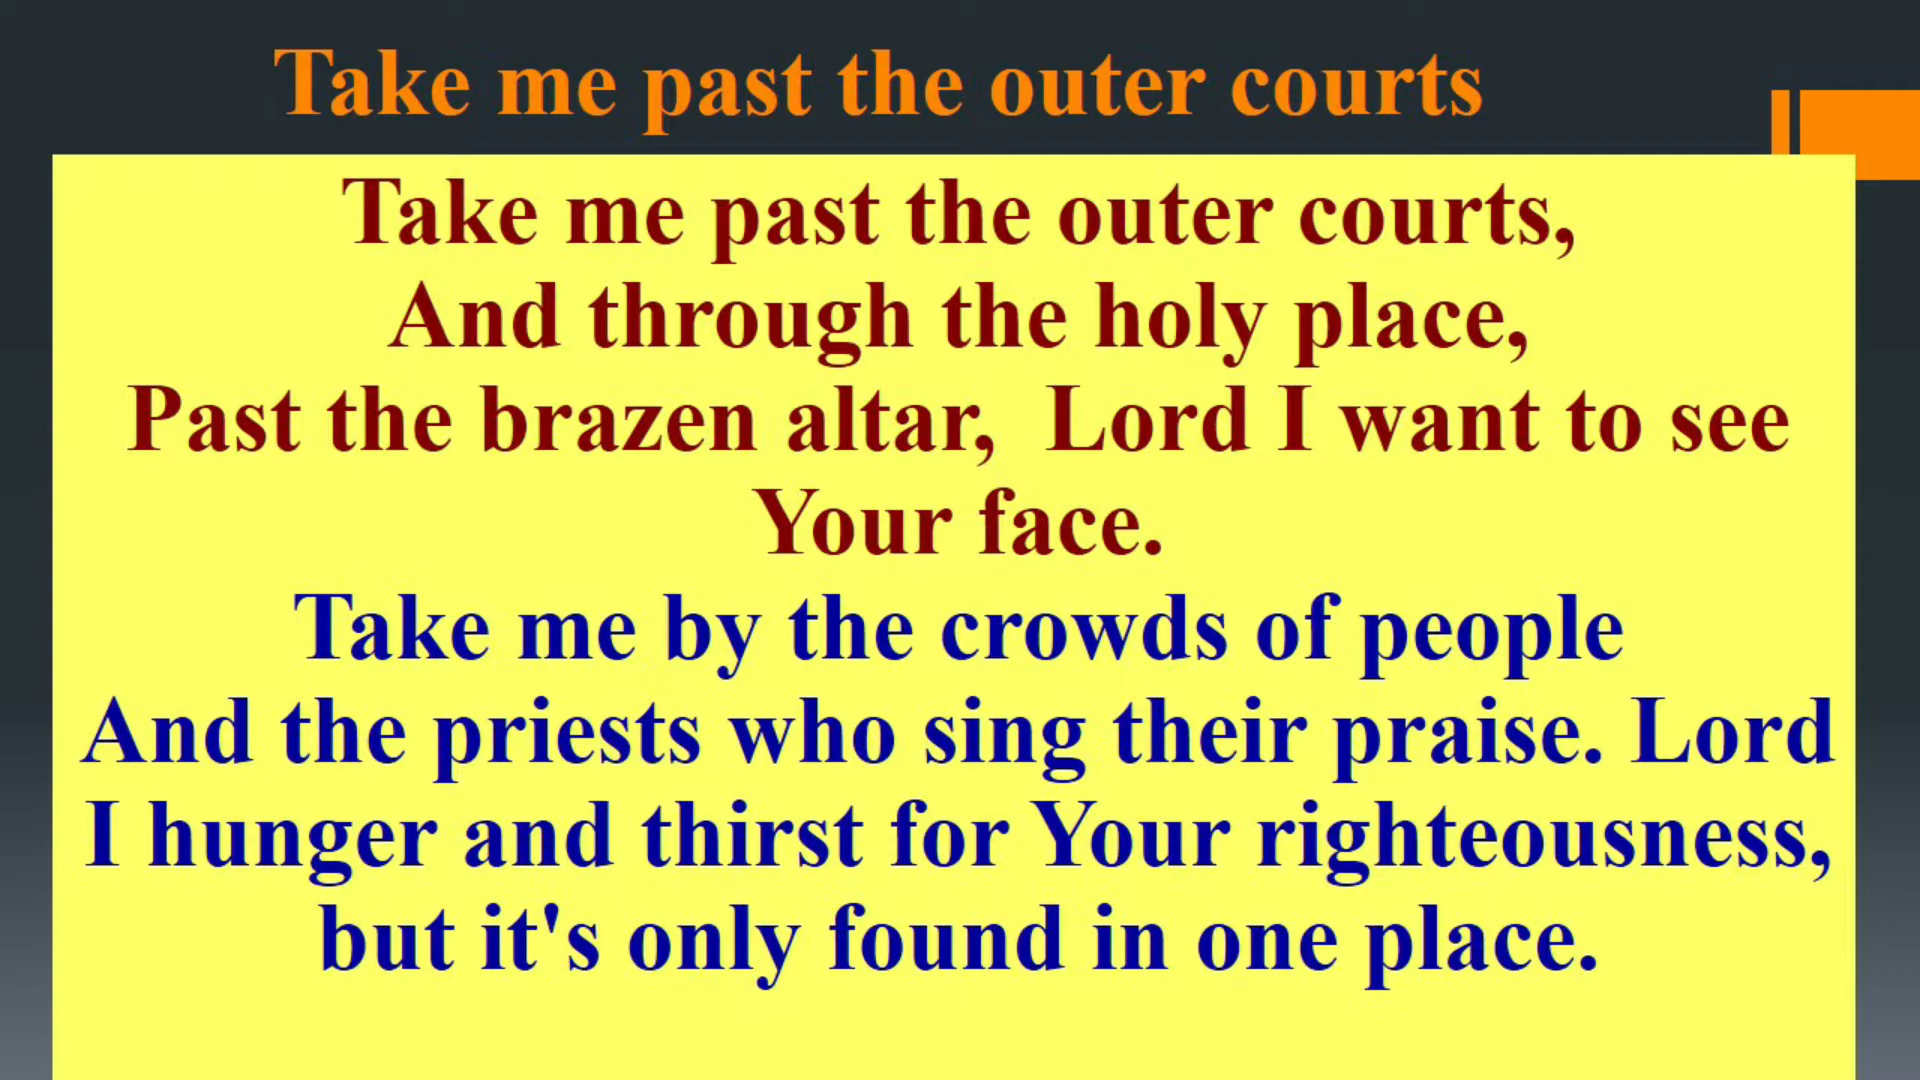 Take me past the outer courts
Take me past the outer courts,
And through the holy place,
Past the brazen altar,  Lord I want to see
Your face.
Take me by the crowds of people
And the priests who sing their praise. Lord
I hunger and thirst for Your righteousness,
but it's only found in one place.